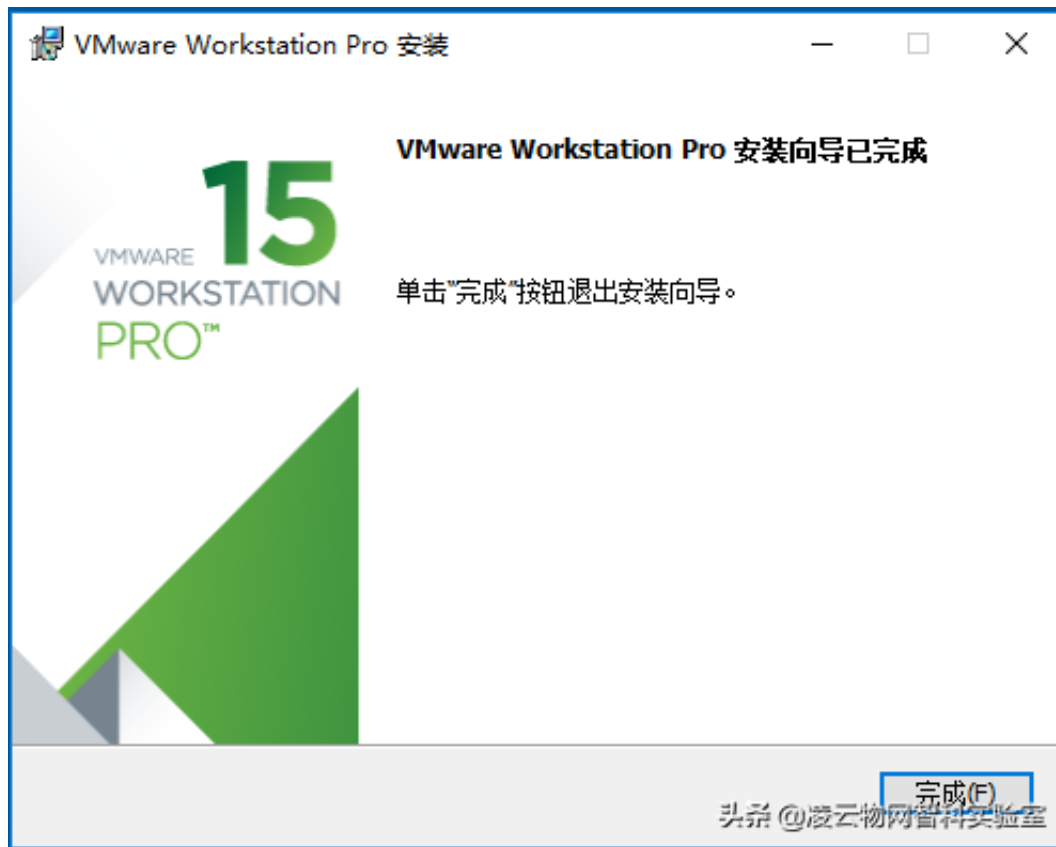 VMware Workstation Pro 安装
VMware Workstation Pro 安装向导已完成
15
VMWARE
WORKSTATION
PRO™
单击"完成"按钮退出安装向导。
完成(F)
头条 @凌云物网智科实验室